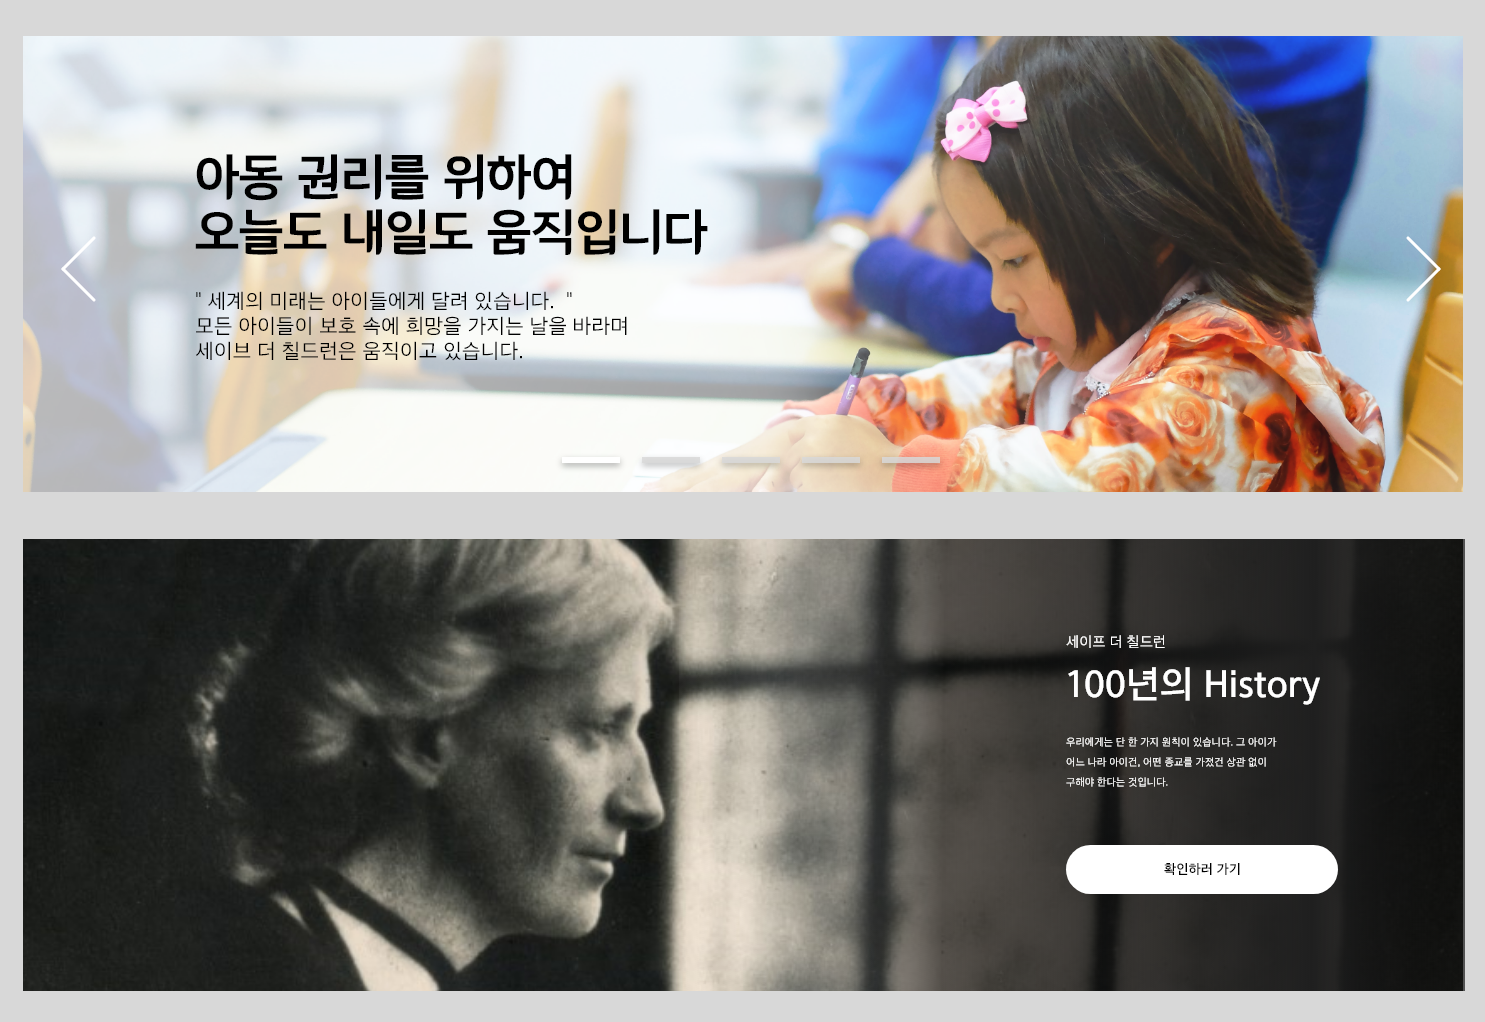 아동 권리를 위하여
오늘도 내일도 움직입니다
" 세계의 미래는 아이들에게 달려 있습니다. "
모든 아이들이 보호 속에 희망을 가지는 날을 바라며
세이브 더 칠드런은 움직이고 있습니다.
세이프 더 칠드런
100년의 History
우리에게는 단 한 가지 원칙이 있습니다. 그 아이가
어느 나라 아이건, 어떤 종교를 가졌건 상관 없이
구해야 한다는 것입니다.
확인하러 가기